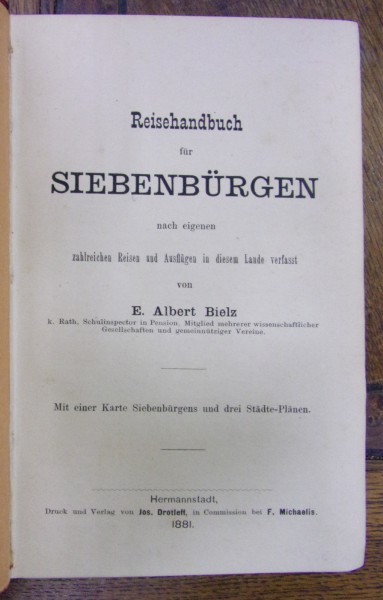 Reisehandbuch
für
SIEBENBÜRGEN
nach eigenen
zahlreichen Reisen und Ausflügen in diesem Lande verfasst
von
E. Albert Bielz
k. Rath, Schulinspector in Pension, Mitglied mehrerer wissenschaftlicher
Gesellschaften und gemeinnütziger Vereine.
Mit einer Karte Siebenbürgens und drei Städte-Plänen.
Hermannstadt,
Druck und Verlag von Jos. Drotleff, in Commission bei F. Michaelis.
1881.